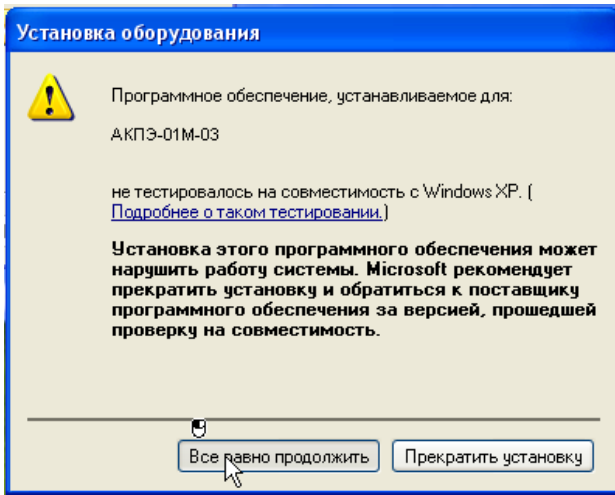 Установка оборудования
Программное обеспечение, устанавливаемое для:
АКПЭ-01М-03
не тестировалось на совместимость с Windows XP. (
Подробнее о таком тестировании.)
Установка этого программного обеспечения может
нарушить работу системы. Microsoft рекомендует
прекратить установку и обратиться к поставщику
программного обеспечения за версией, прошедшей
проверку на совместимость.
Все равно продолжить
Прекратить установку